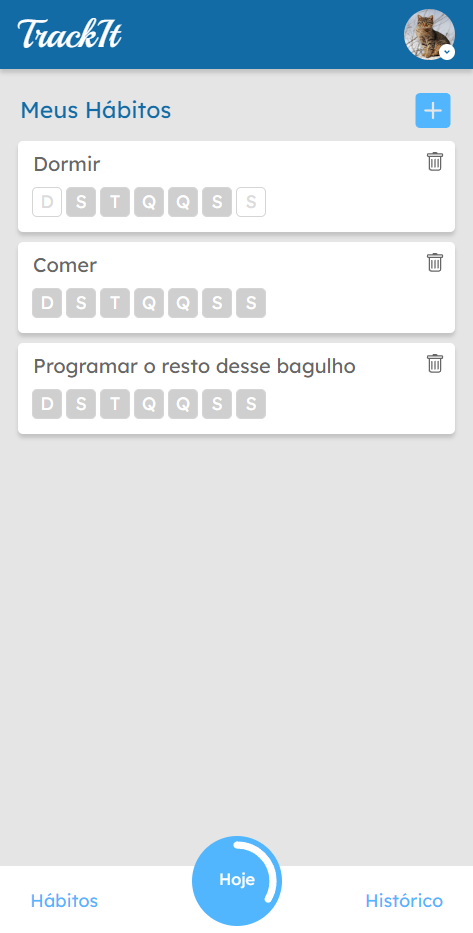 TrackIt
Meus Hábitos
Dormir
D S T Q Q S S
Comer
D S T Q Q S S
Programar o resto desse bagulho
D S T Q Q S S
Hoje
Hábitos
Histórico